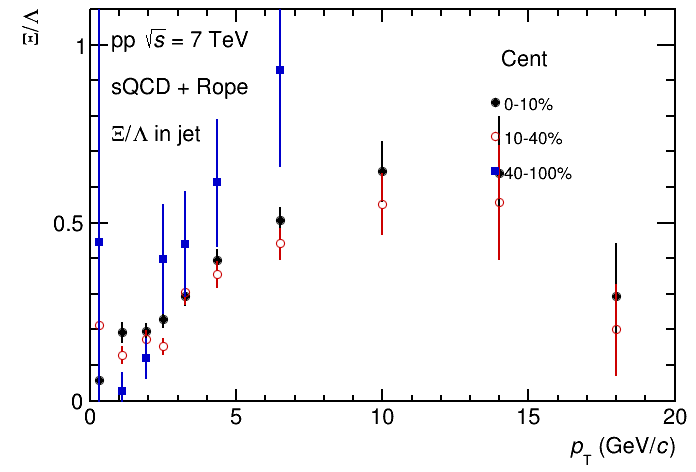 Ξ/Λ
1
pp √s = 7 TeV
Cent
sQCD + Rope
0-10%
Ξ/Λ in jet
10-40%
40-100%
0.5
0
0 5 10 15 20
p_T (GeV/c)